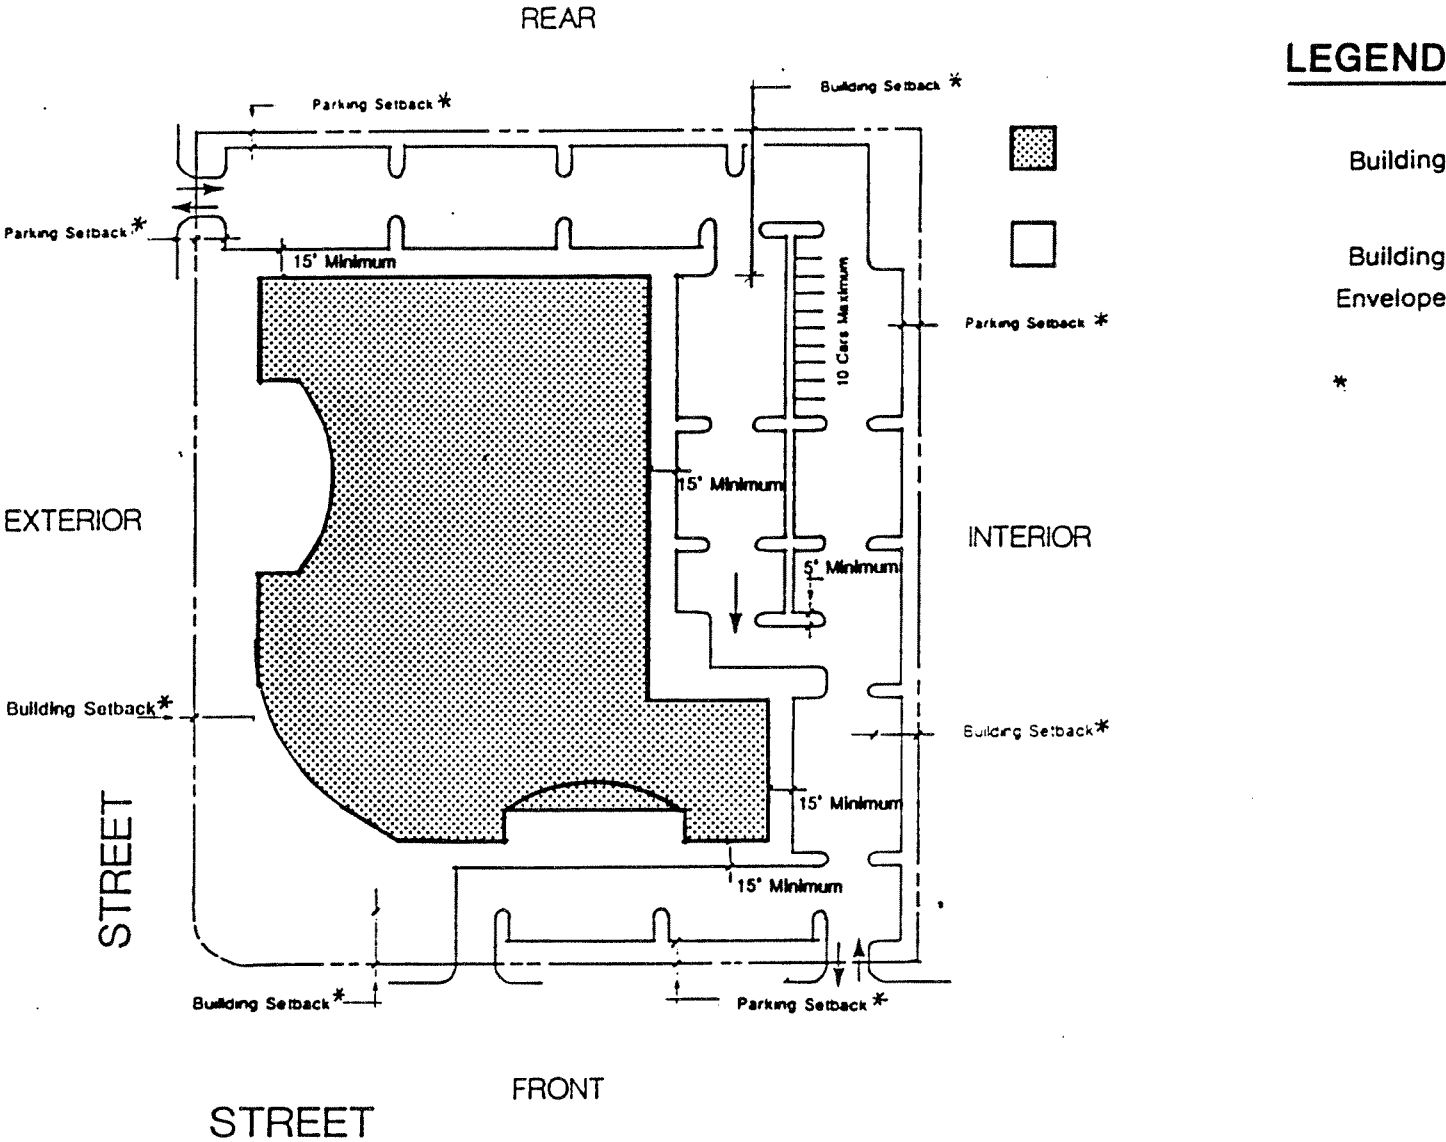 REAR
LEGEND
Parking Setback*
Building Setback*
Building
Parking Setback*
15' Minimum
Building
Envelope
10 Cars Maximum
Parking Setback*
*
15' Minimum
EXTERIOR
INTERIOR
5' Minimum
Building Setback*
Building Setback*
15' Minimum
STREET
15' Minimum
Building Setback*
Parking Setback*
FRONT
STREET